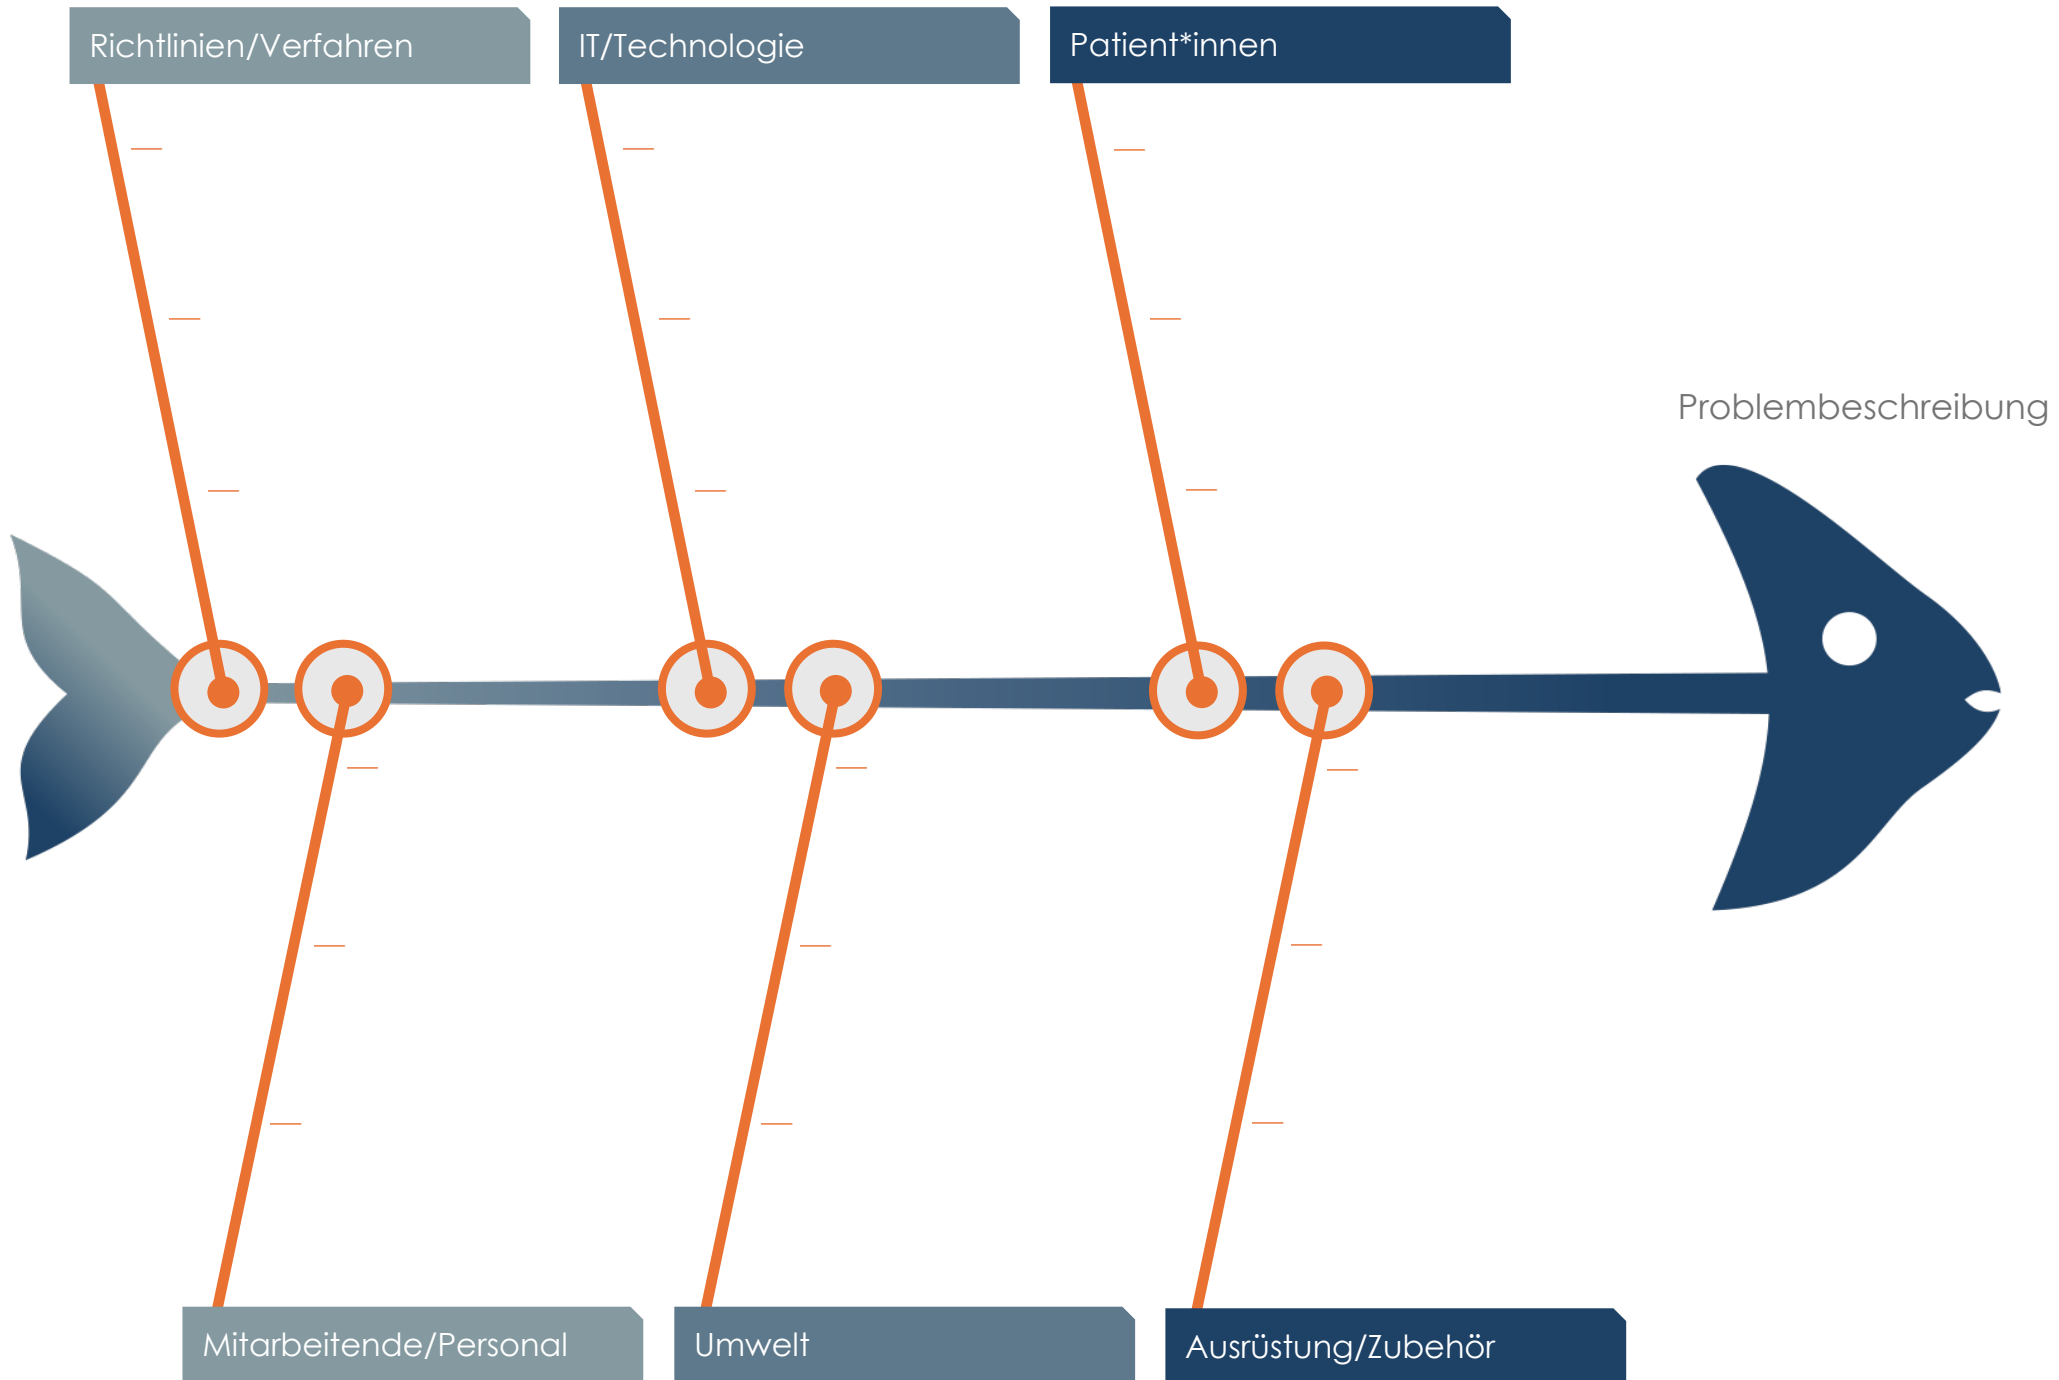 Richtlinien/Verfahren
IT/Technologie
Patient*innen
Problembeschreibung
Mitarbeitende/Personal
Umwelt
Ausrüstung/Zubehör